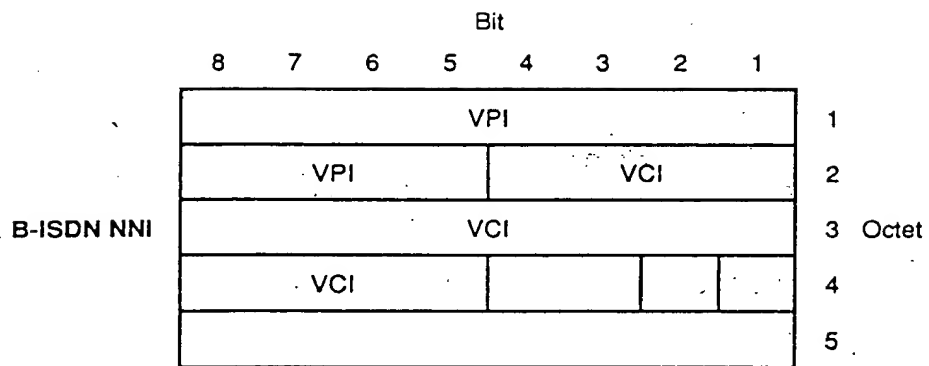 Bit
8 7 6 5 4 3 2 1
VPI 1
VPI VCI 2
B-ISDN NNI VCI 3 Octet
VCI 4
5